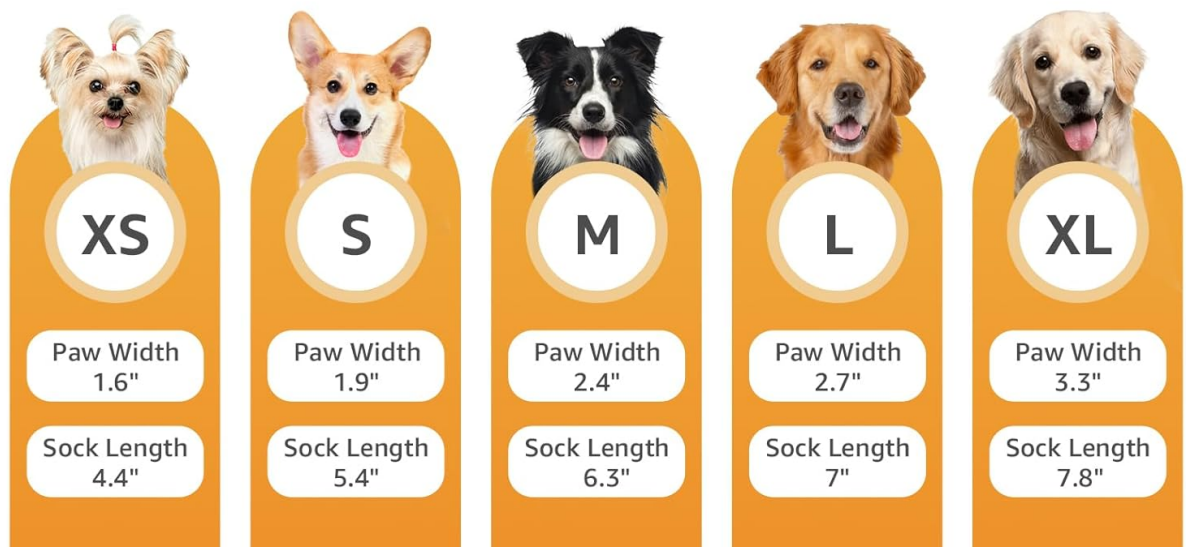 XS
S
M
L
XL
Paw Width
1.6"
Paw Width
1.9"
Paw Width
2.4"
Paw Width
2.7"
Paw Width
3.3"
Sock Length
4.4"
Sock Length
5.4"
Sock Length
6.3"
Sock Length
7"
Sock Length
7.8"